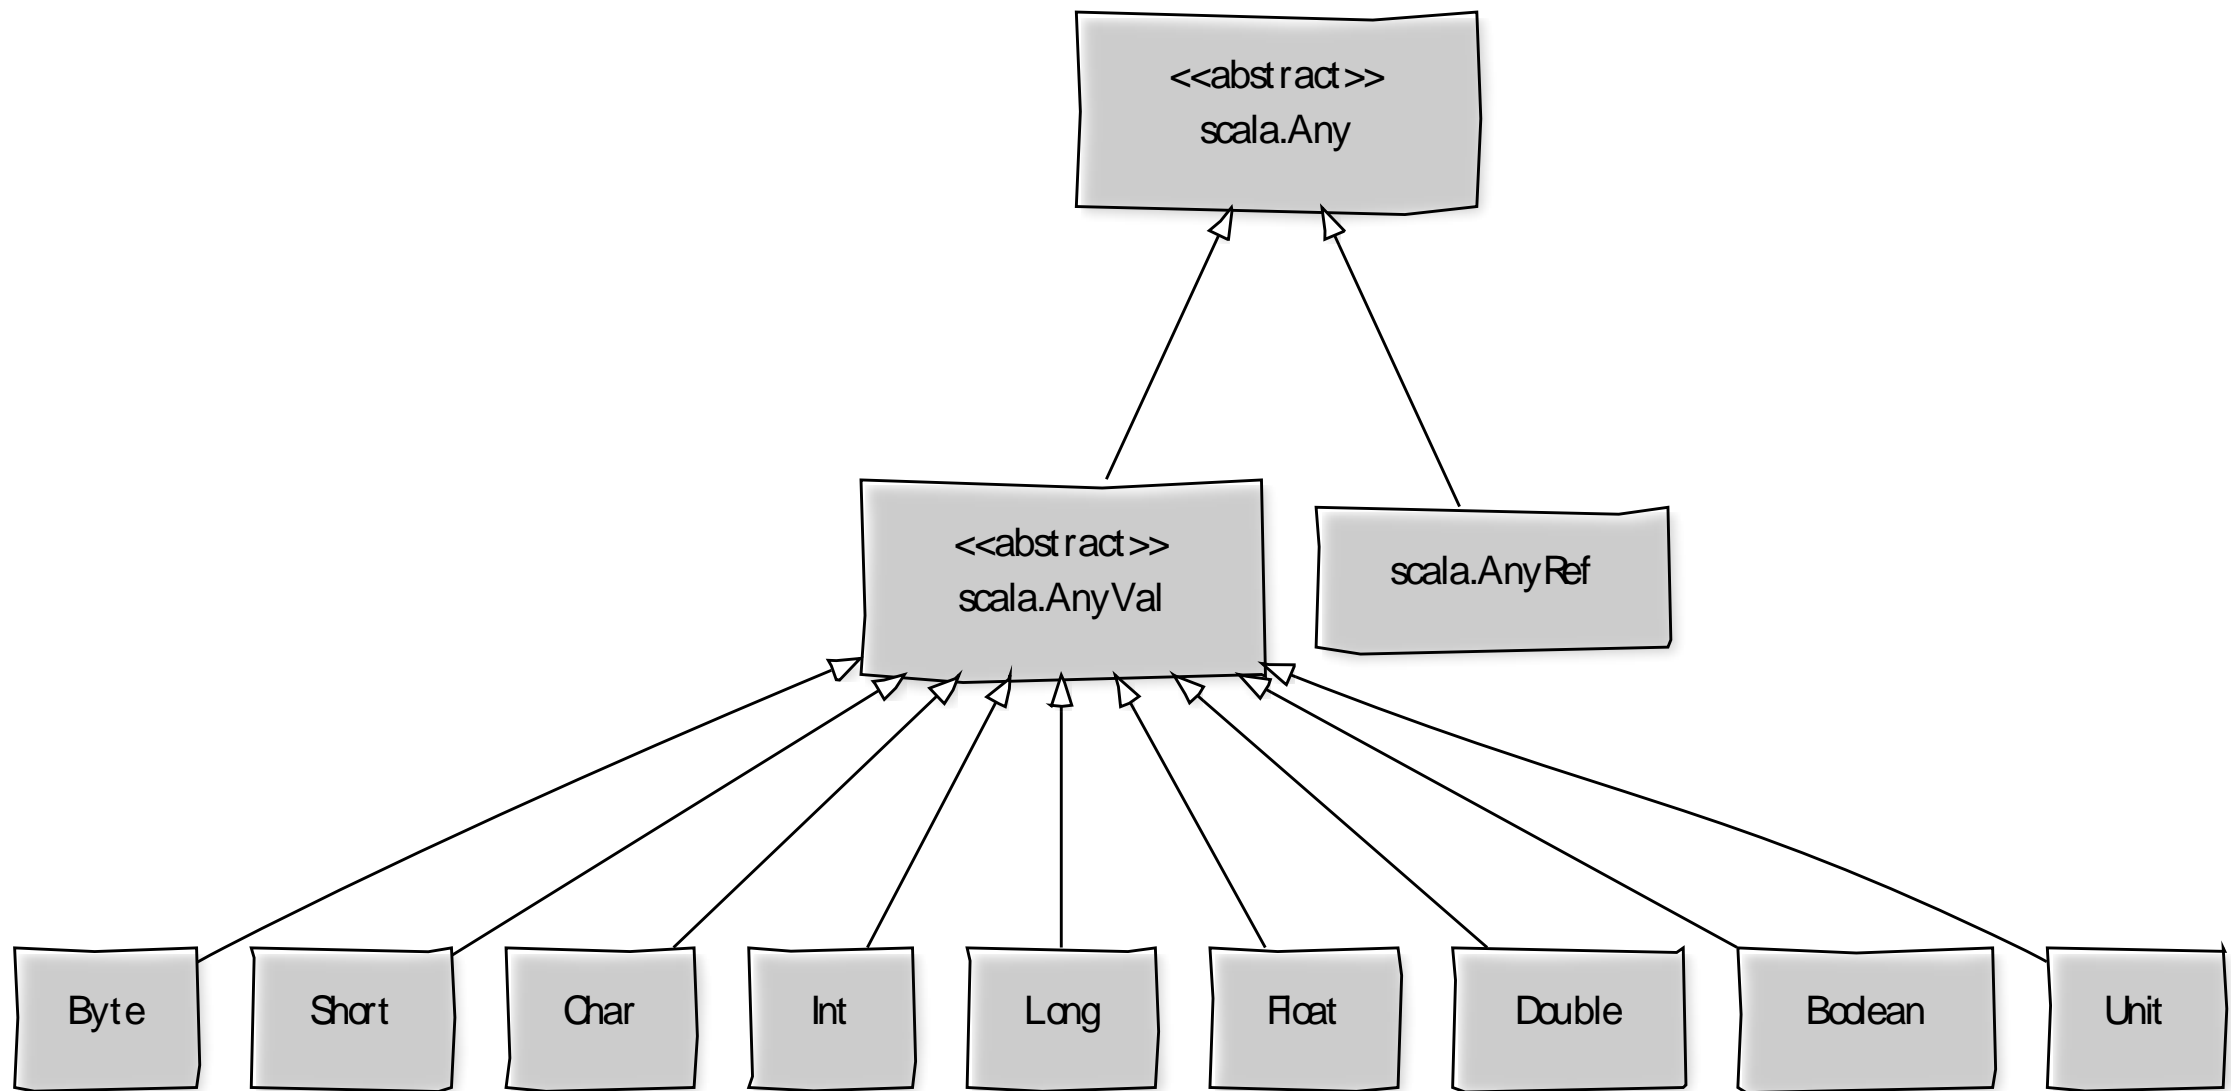 <<abstract>>
scala.Any
<<abstract>>
scala.AnyVal
scala.AnyRef
Byte
Short
Char
Int
Long
Float
Double
Boolean
Unit